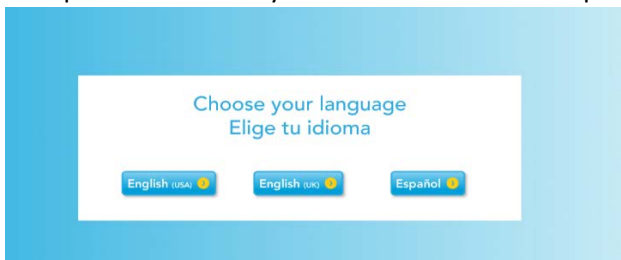 Choose your language
Elige tu idioma
English (USA)
English (UK)
Español